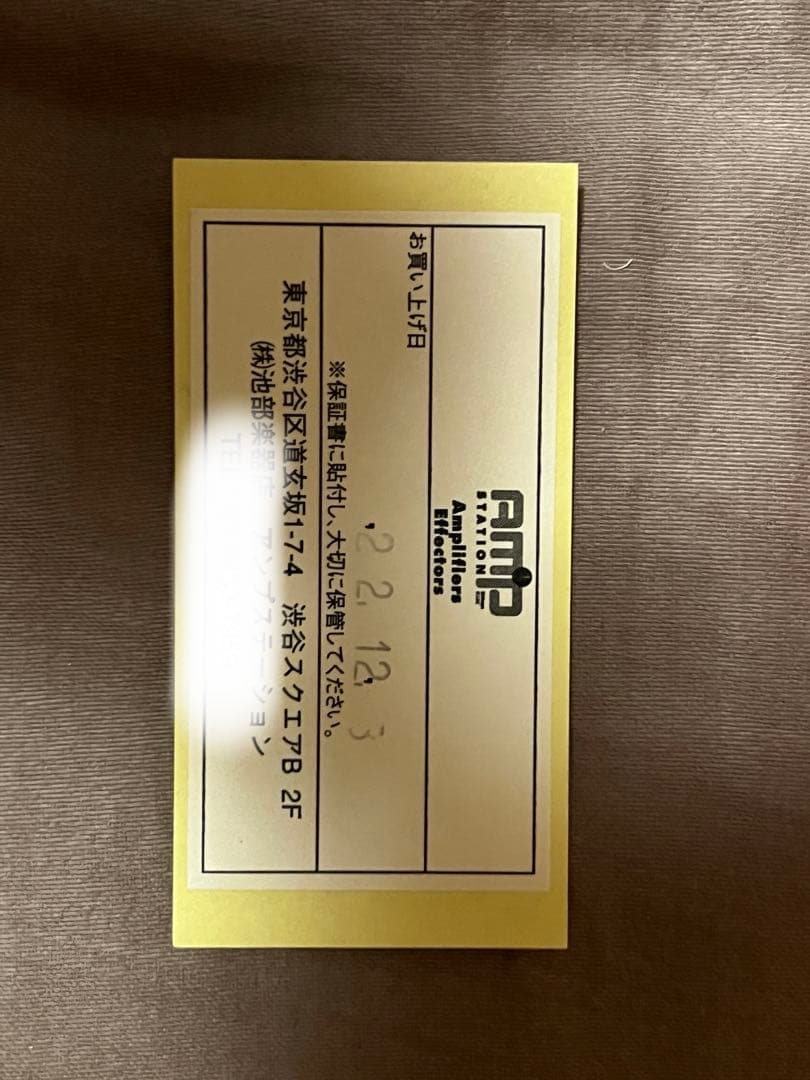 AMP
STATION
Amplifiers
Effectors
お買い上げ日
'22.12.3
※保証書に貼付し、大切に保管してください。
東京都渋谷区道玄坂1-7-4 渋谷スクエアB 2F
(株)池部楽器店 アンプステーション
TEL